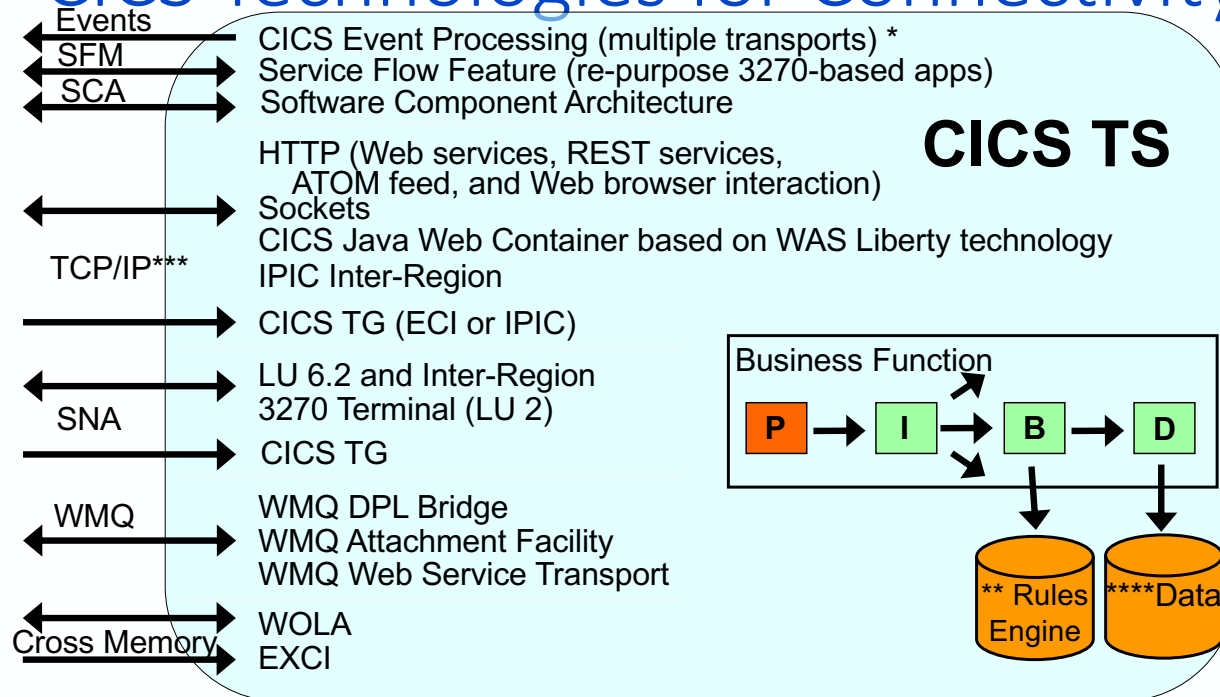 CICS Technologies for Connectivity
Events
CICS Event Processing (multiple transports) *
SFM
Service Flow Feature (re-purpose 3270-based apps)
SCA
Software Component Architecture
CICS TS
HTTP (Web services, REST services,
ATOM feed, and Web browser interaction)
Sockets
CICS Java Web Container based on WAS Liberty technology
TCP/IP***
IPIC Inter-Region
CICS TG (ECI or IPIC)
LU 6.2 and Inter-Region
3270 Terminal (LU 2)
SNA
CICS TG
WMQ
WMQ DPL Bridge
WMQ Attachment Facility
WMQ Web Service Transport
WOLA
Cross Memory
EXCI
Business Function
P
I
B
D
** Rules
Engine
****Data